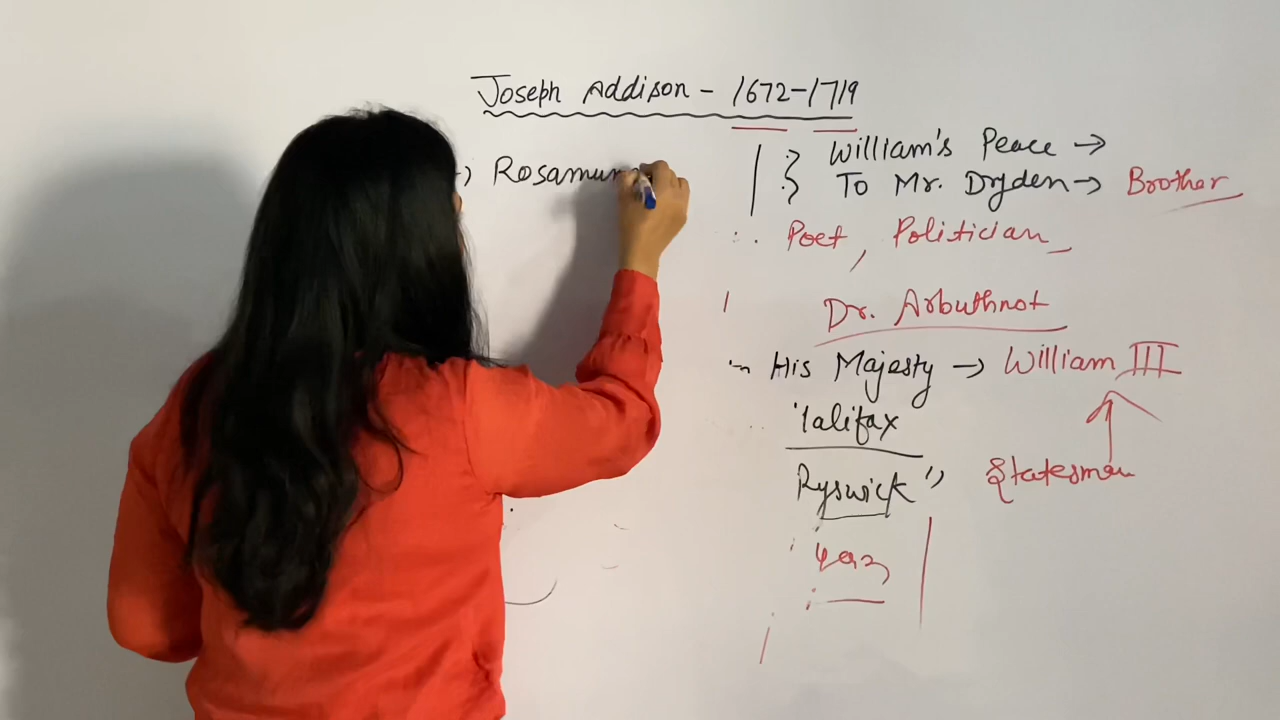 Joseph Addison - 1672-1719
→ Rosamun
William's Peace →
To Mr. Dryden → Brother
Poet, Politician
Dr. Arbuthnot
His Majesty → William III
alifax
Ryswick"
Statesman